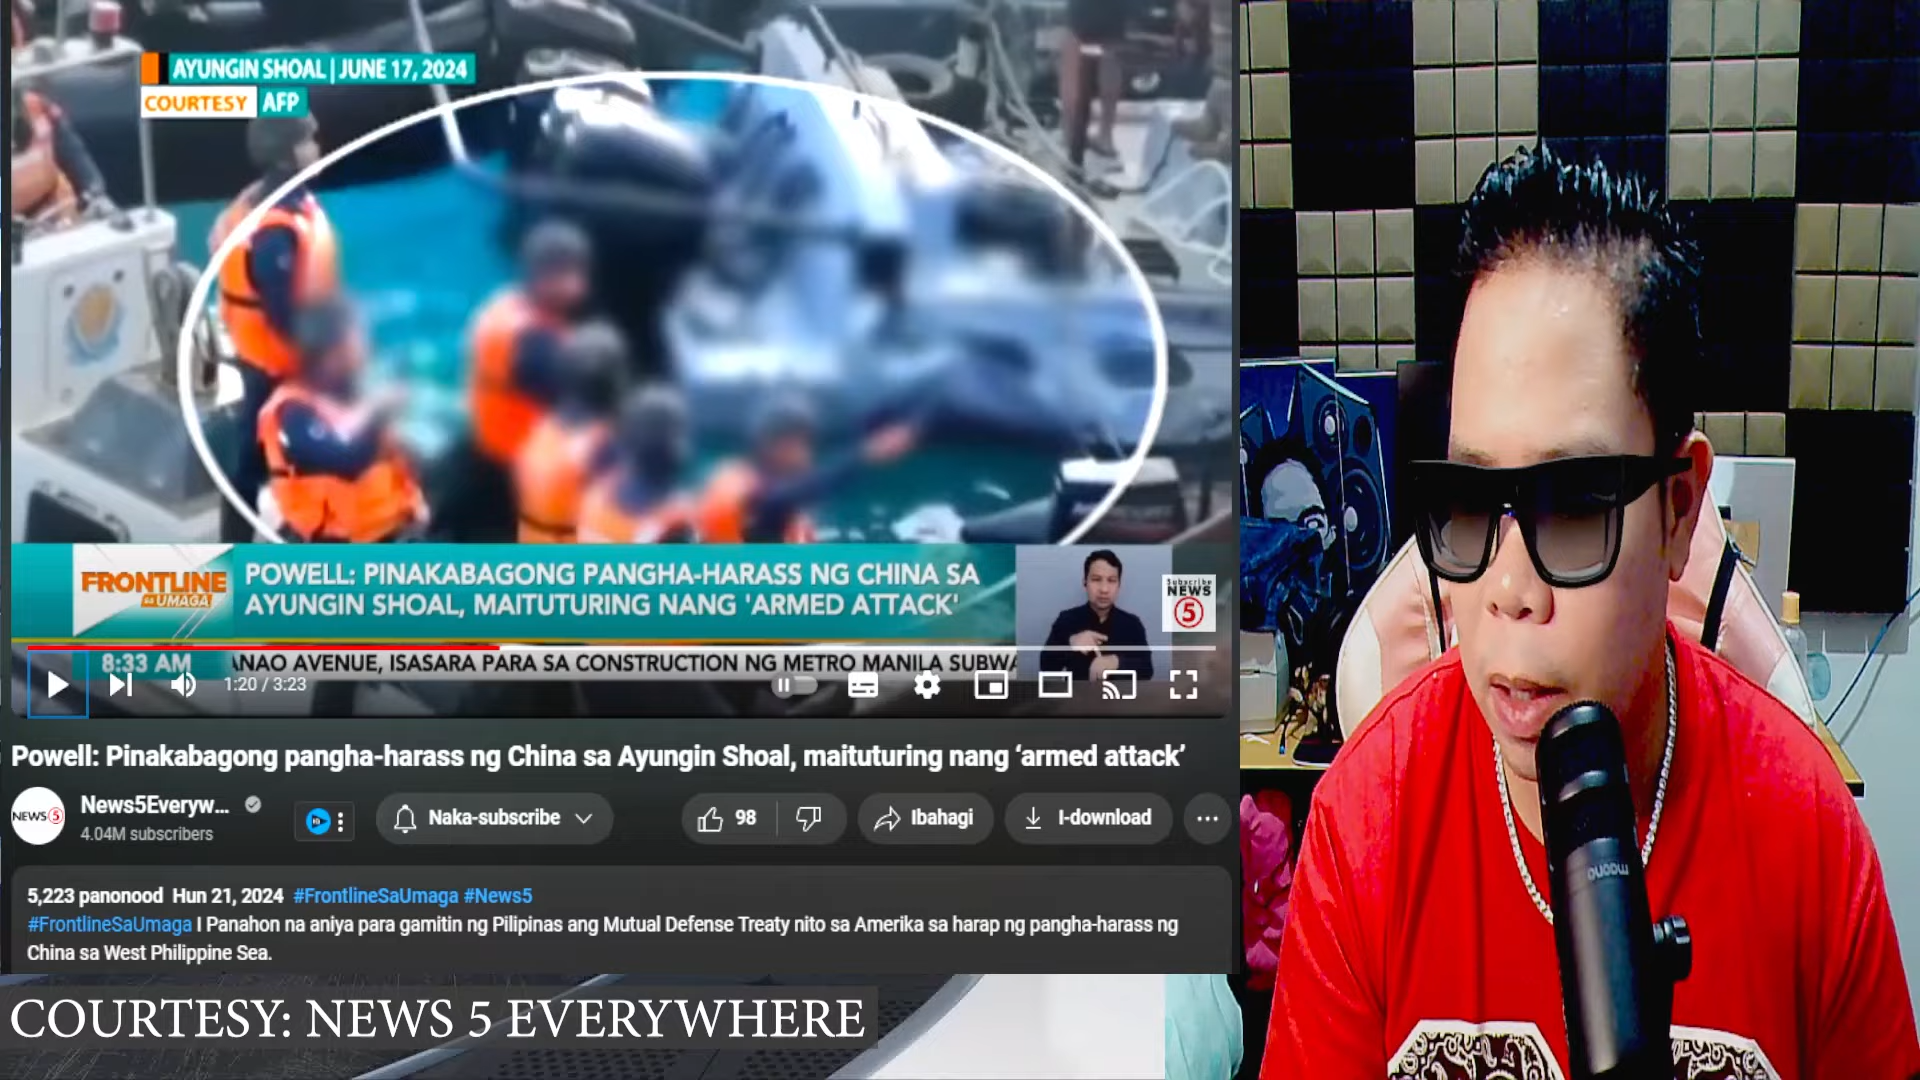 AYUNGIN SHOAL | JUNE 17, 2024
COURTESY AFP
FRONTLINE
sa UMAGA
POWELL: PINAKABAGONG PANGHA-HARASS NG CHINA SA
AYUNGIN SHOAL, MAITUTURING NANG 'ARMED ATTACK'
Subscribe
NEWS
5
8:33 AM
ANAO AVENUE, ISASARA PARA SA CONSTRUCTION NG METRO MANILA SUBWA
1:20 / 3:23
Powell: Pinakabagong pangha-harass ng China sa Ayungin Shoal, maituturing nang ‘armed attack’
NEWS 5
News5Everyw...
4.04M subscribers
Naka-subscribe
98
Ibahagi
I-download
5,223 panonood Hun 21, 2024 #FrontlineSaUmaga #News5
#FrontlineSaUmaga I Panahon na aniya para gamitin ng Pilipinas ang Mutual Defense Treaty nito sa Amerika sa harap ng pangha-harass ng
China sa West Philippine Sea.
COURTESY: NEWS 5 EVERYWHERE
maono